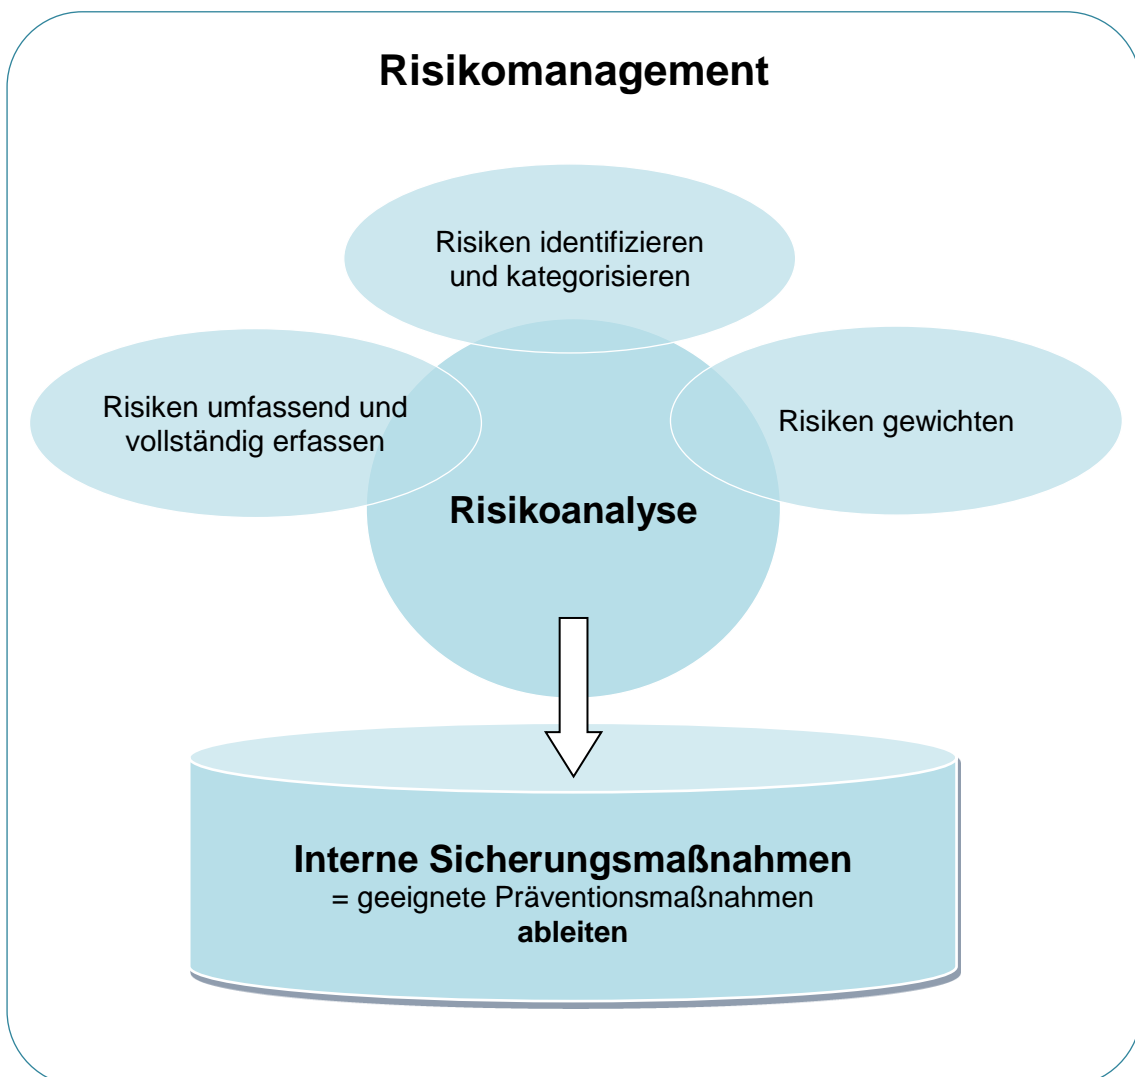 Risikomanagement
Risiken identifizieren
und kategorisieren
Risiken umfassend und
vollständig erfassen
Risiken gewichten
Risikoanalyse
Interne Sicherungsmaßnahmen
= geeignete Präventionsmaßnahmen
ableiten